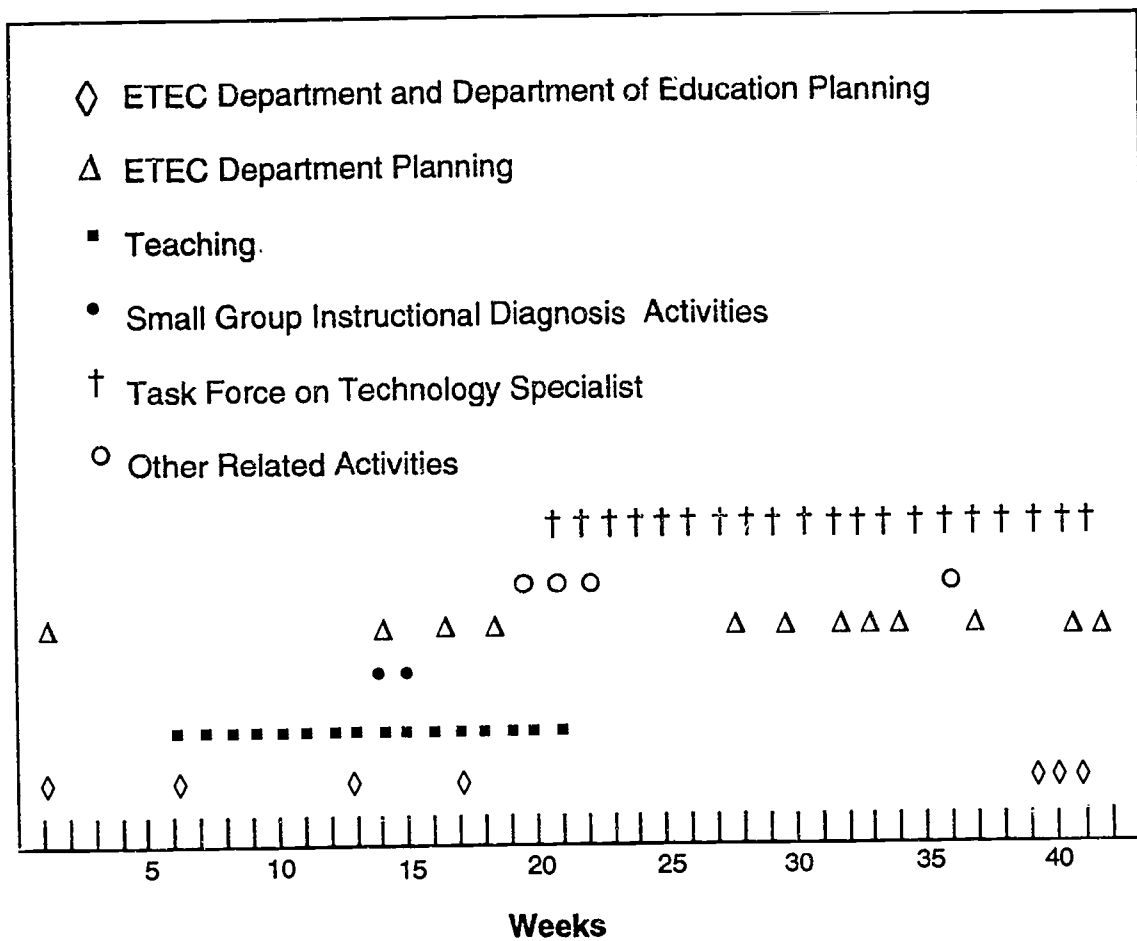 ◊ ETEC Department and Department of Education Planning
Δ ETEC Department Planning
▪ Teaching
• Small Group Instructional Diagnosis Activities
† Task Force on Technology Specialist
○ Other Related Activities
5 10 15 20 25 30 35 40
Weeks